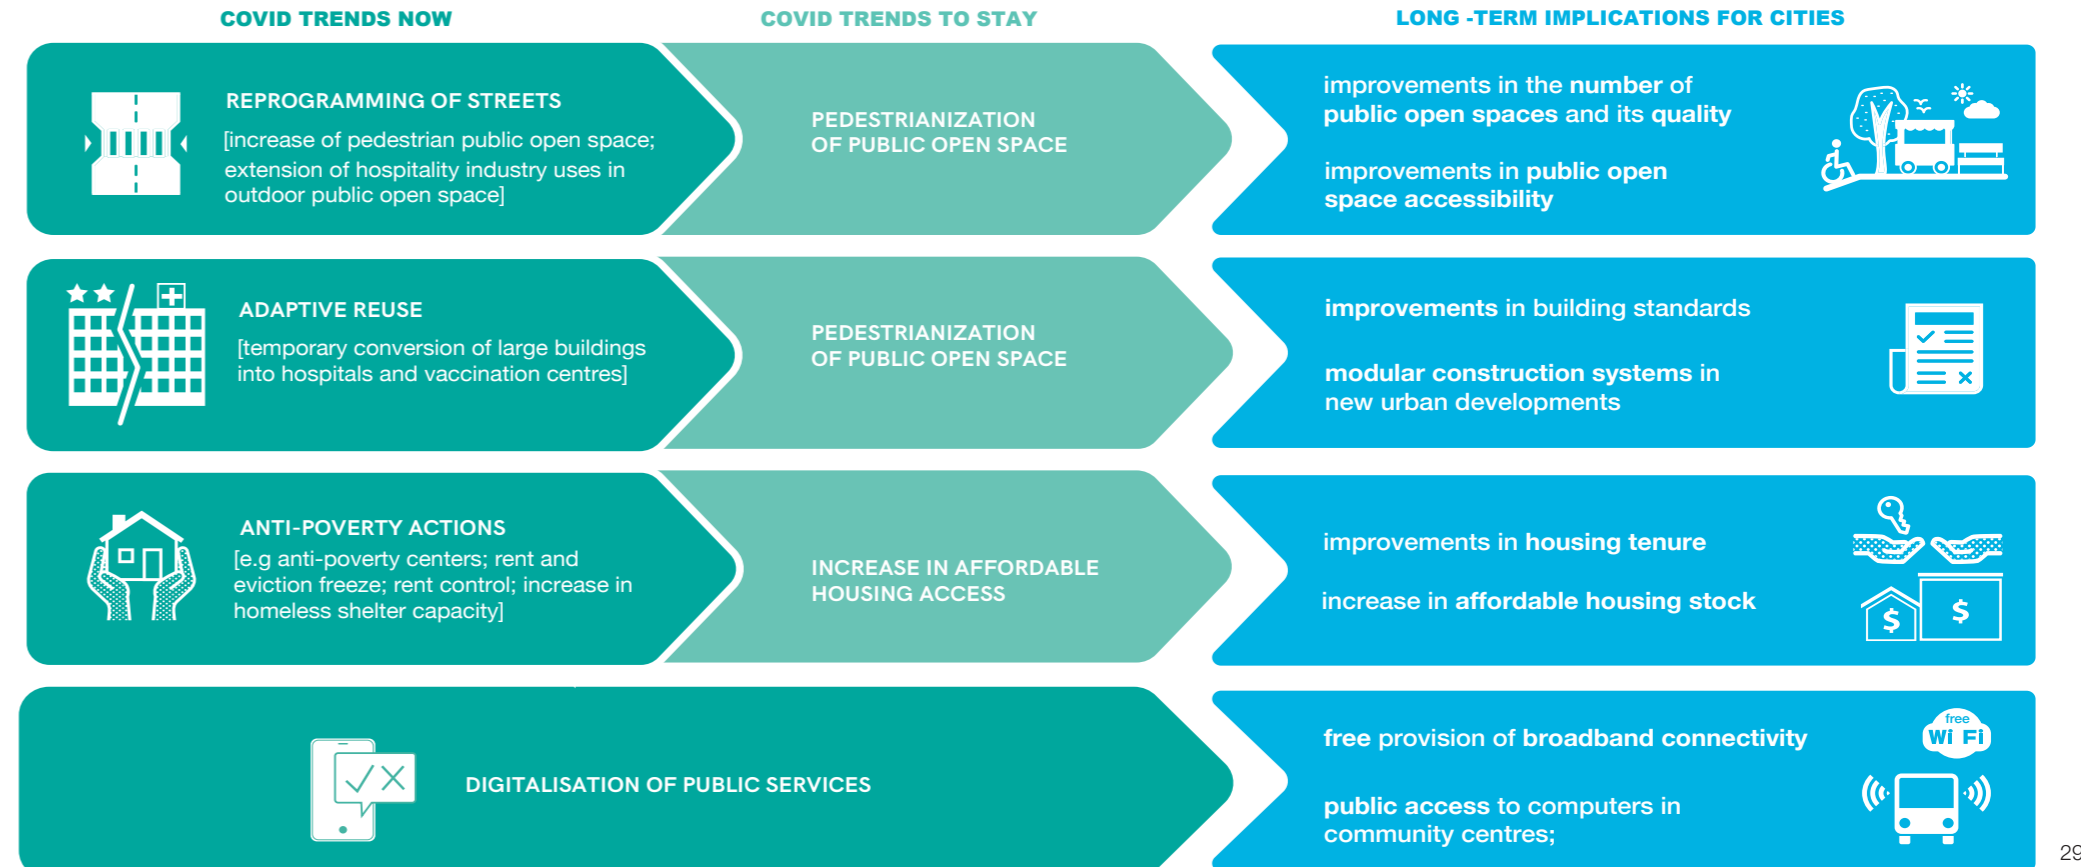 COVID TRENDS NOW
COVID TRENDS TO STAY
LONG -TERM IMPLICATIONS FOR CITIES
REPROGRAMMING OF STREETS
[increase of pedestrian public open space;
extension of hospitality industry uses in
outdoor public open space]
PEDESTRIANIZATION
OF PUBLIC OPEN SPACE
improvements in the number of
public open spaces and its quality
improvements in public open
space accessibility
ADAPTIVE REUSE
[temporary conversion of large buildings
into hospitals and vaccination centres]
PEDESTRIANIZATION
OF PUBLIC OPEN SPACE
improvements in building standards
modular construction systems in
new urban developments
ANTI-POVERTY ACTIONS
[e.g anti-poverty centers; rent and
eviction freeze; rent control; increase in
homeless shelter capacity]
INCREASE IN AFFORDABLE
HOUSING ACCESS
improvements in housing tenure
increase in affordable housing stock
$
$
DIGITALISATION OF PUBLIC SERVICES
free provision of broadband connectivity
public access to computers in
community centres;
free
Wi Fi
29